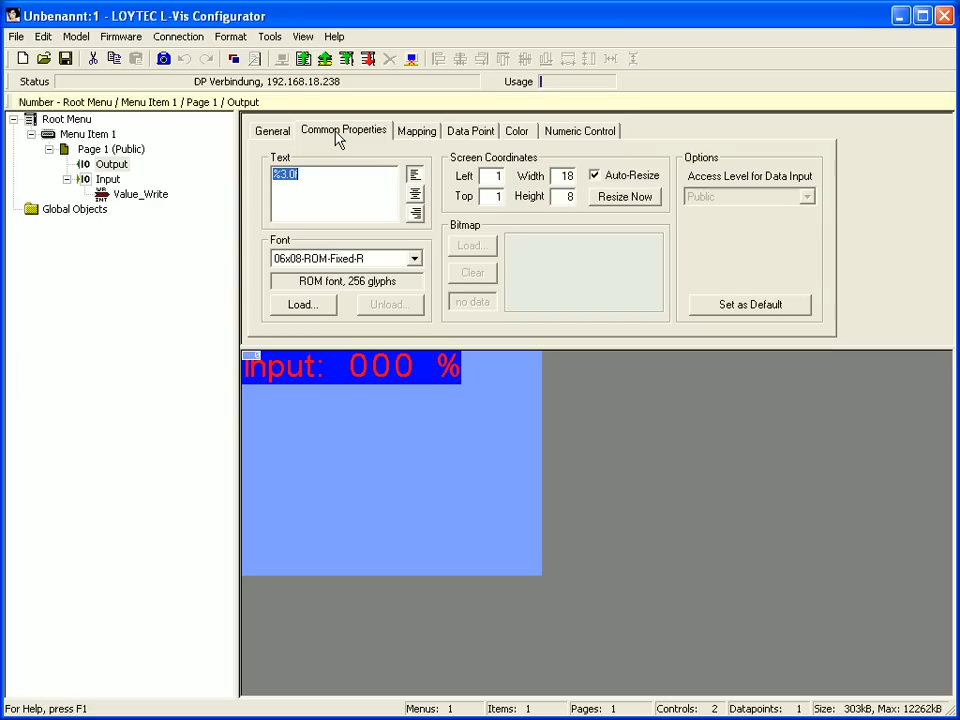 Unbenannt:1 - LOYTEC L-Vis Configurator
File Edit Model Firmware Connection Format Tools View Help
Status DP Verbindung, 192.168.18.238 Usage
Number - Root Menu / Menu Item 1 / Page 1 / Output
Root Menu
Menu Item 1
Page 1 (Public)
Output
Input
Value_Write
Global Objects
General Common Properties Mapping Data Point Color Numeric Control
Text
%3.0f
Font
06x08-ROM-Fixed-R
ROM font, 256 glyphs
Load... Unload...
Screen Coordinates
Left 1 Width 18 Auto-Resize
Top 1 Height 8 Resize Now
Bitmap
Load...
Clear
no data
Options
Access Level for Data Input
Public
Set as Default
Input: 000 %
For Help, press F1 Menus: 1 Items: 1 Pages: 1 Controls: 2 Datapoints: 1 Size: 303kB, Max: 12262kB